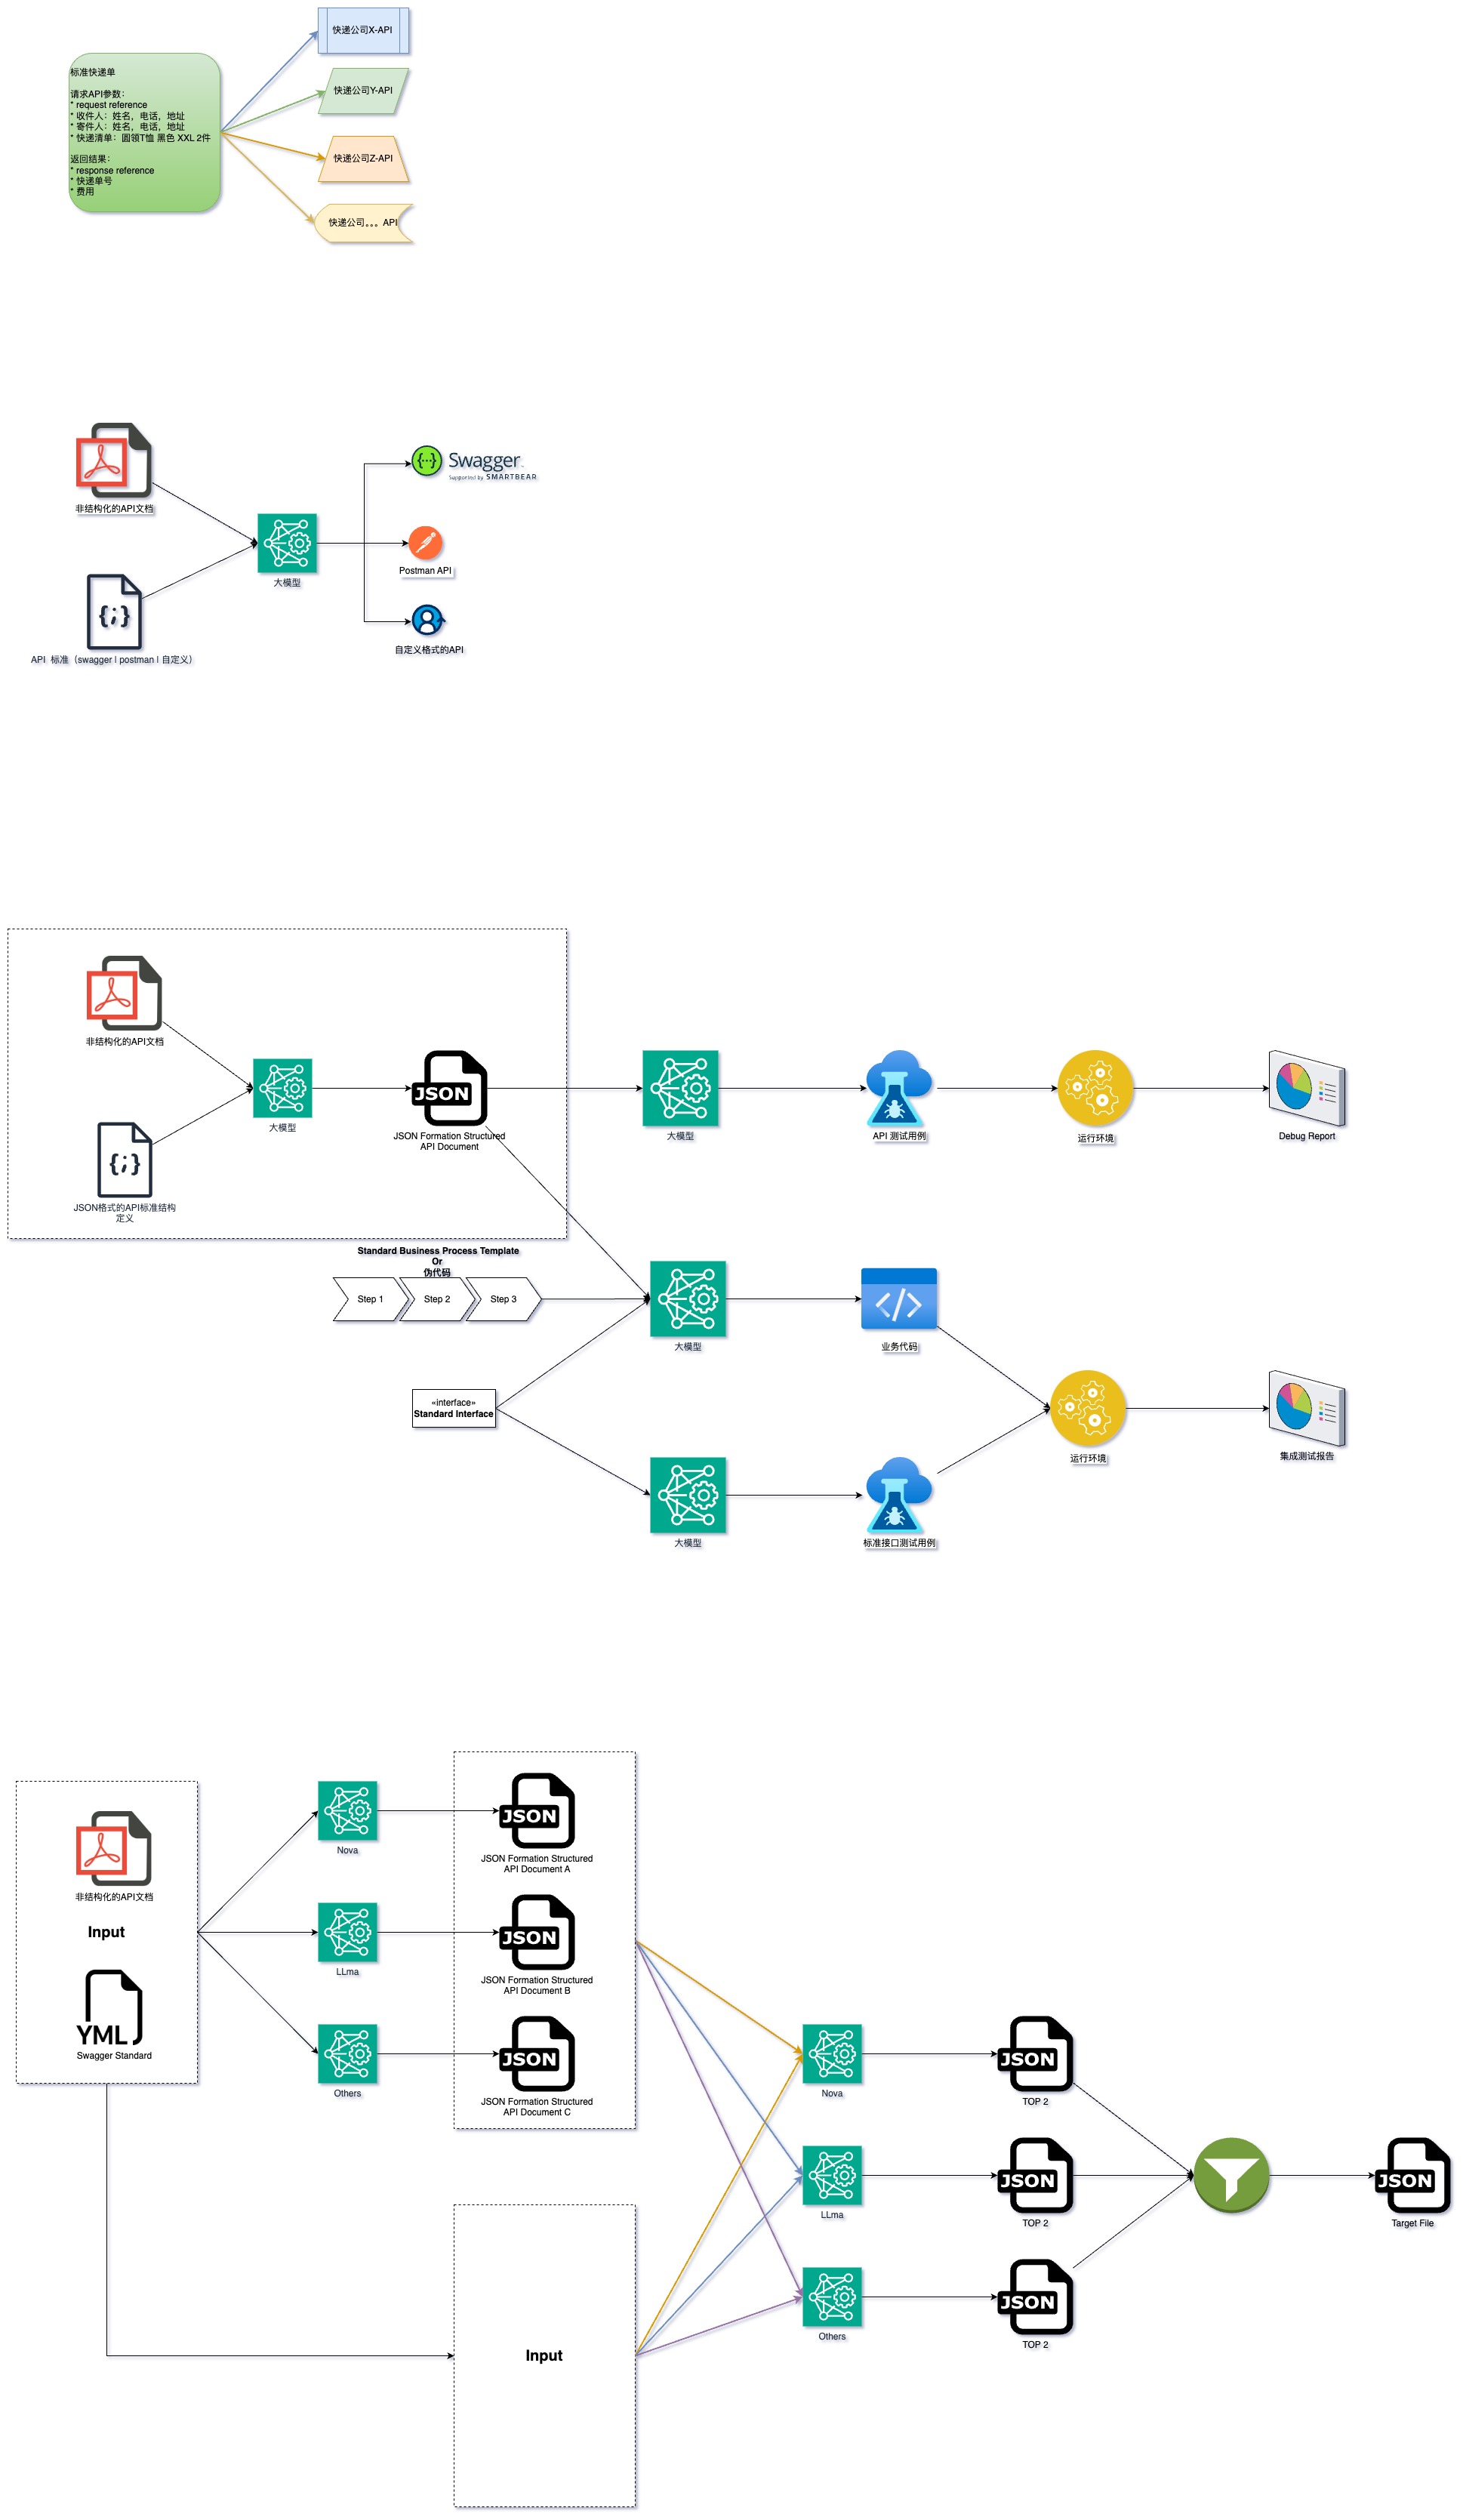 标准快递单
请求API参数：
* request reference
* 收件人：姓名，电话，地址
* 寄件人：姓名，电话，地址
* 快递清单：圆领T恤 黑色 XXL 2件
返回结果：
* response reference
* 快递单号
* 费用
快递公司X-API
快递公司Y-API
快递公司Z-API
快递公司。。。API
非结构化的API文档
{;}
API 标准（swagger | postman | 自定义）
大模型
{···} Swagger
Supported by SMARTBEAR
Postman API
自定义格式的API
非结构化的API文档
{;}
JSON格式的API标准结构
定义
大模型
JSON
JSON Formation Structured
API Document
大模型
API 测试用例
运行环境
Debug Report
Standard Business Process Template
Or
伪代码
Step 1
Step 2
Step 3
«interface»
Standard Interface
大模型
</>
业务代码
大模型
标准接口测试用例
运行环境
集成测试报告
非结构化的API文档
Input
YML
Swagger Standard
Nova
LLma
Others
JSON
JSON Formation Structured
API Document A
JSON
JSON Formation Structured
API Document B
JSON
JSON Formation Structured
API Document C
Input
Nova
LLma
Others
JSON
TOP 2
JSON
TOP 2
JSON
TOP 2
JSON
Target File